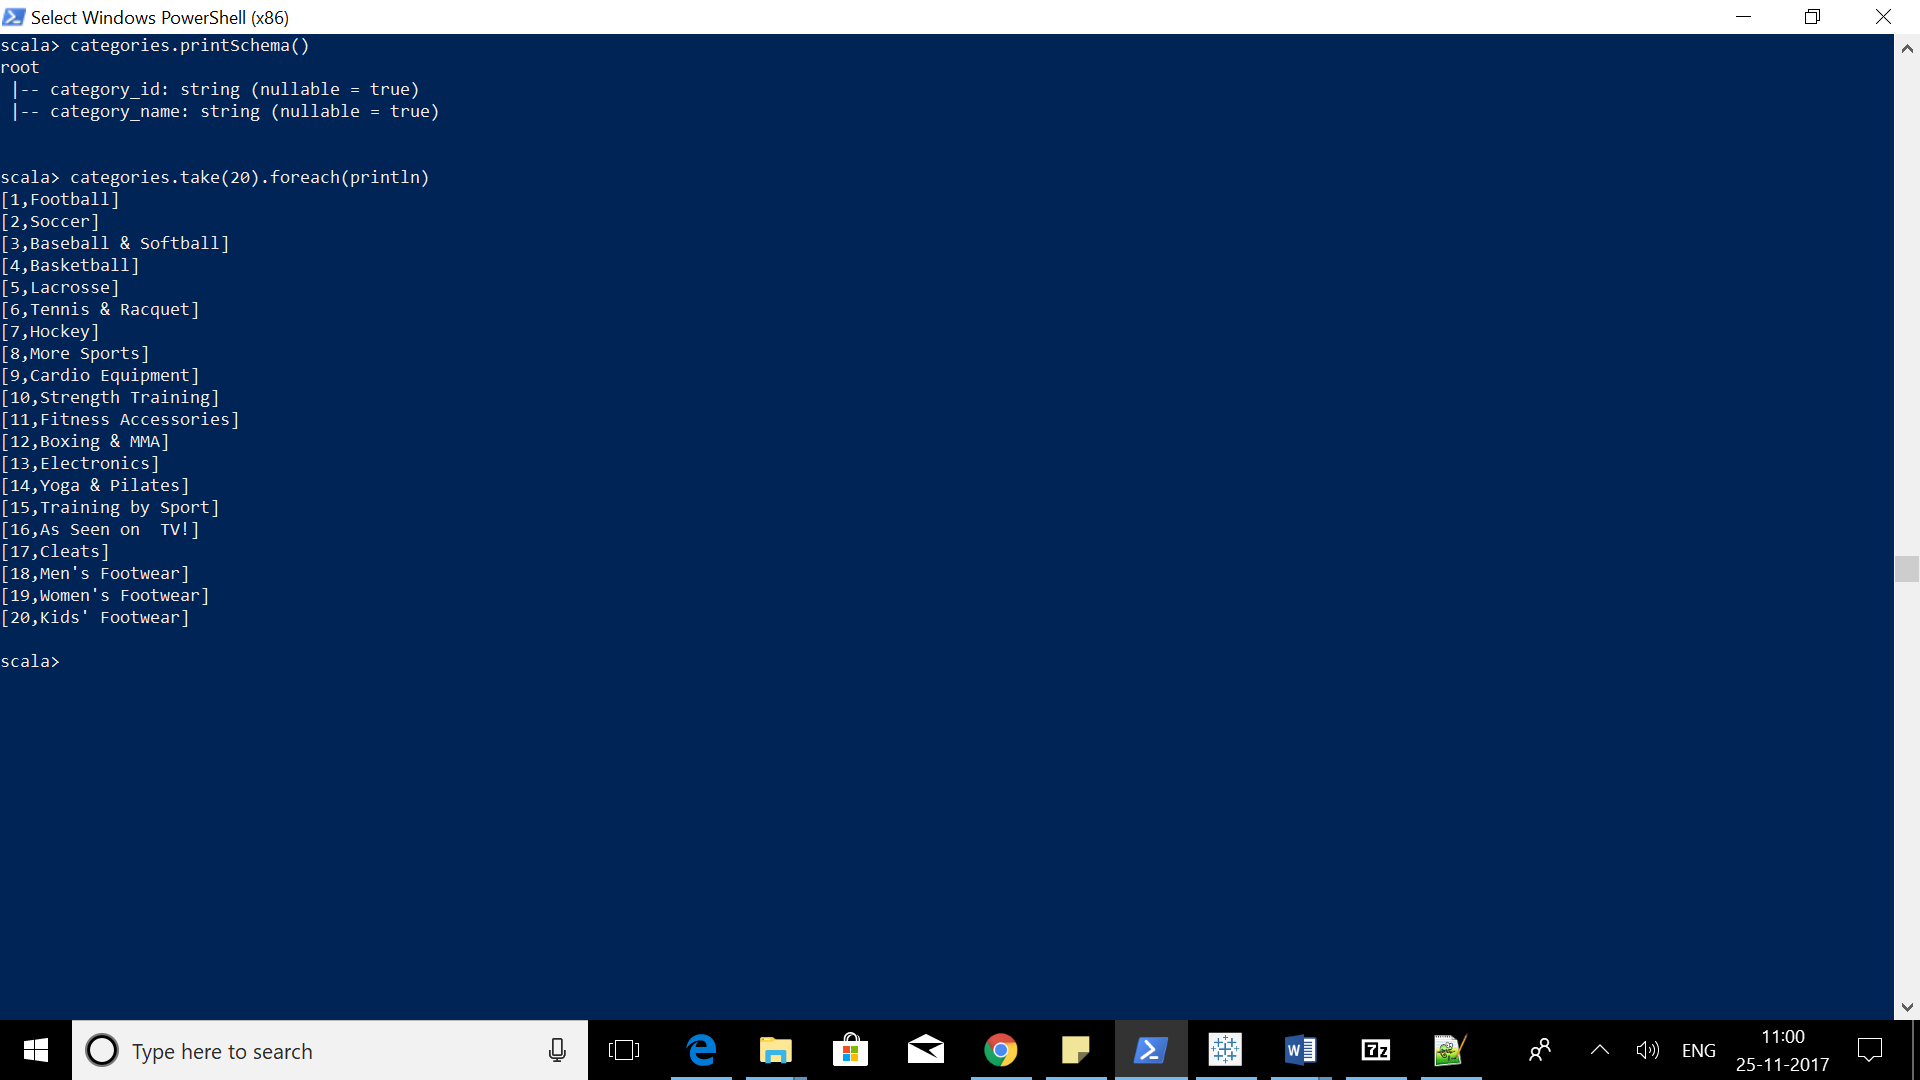 Select Windows PowerShell (x86)
scala> categories.printSchema()
root
 |-- category_id: string (nullable = true)
 |-- category_name: string (nullable = true)
scala> categories.take(20).foreach(println)
[1,Football]
[2,Soccer]
[3,Baseball & Softball]
[4,Basketball]
[5,Lacrosse]
[6,Tennis & Racquet]
[7,Hockey]
[8,More Sports]
[9,Cardio Equipment]
[10,Strength Training]
[11,Fitness Accessories]
[12,Boxing & MMA]
[13,Electronics]
[14,Yoga & Pilates]
[15,Training by Sport]
[16,As Seen on  TV!]
[17,Cleats]
[18,Men's Footwear]
[19,Women's Footwear]
[20,Kids' Footwear]
scala>
Type here to search
W
7z
ENG
11:00
25-11-2017